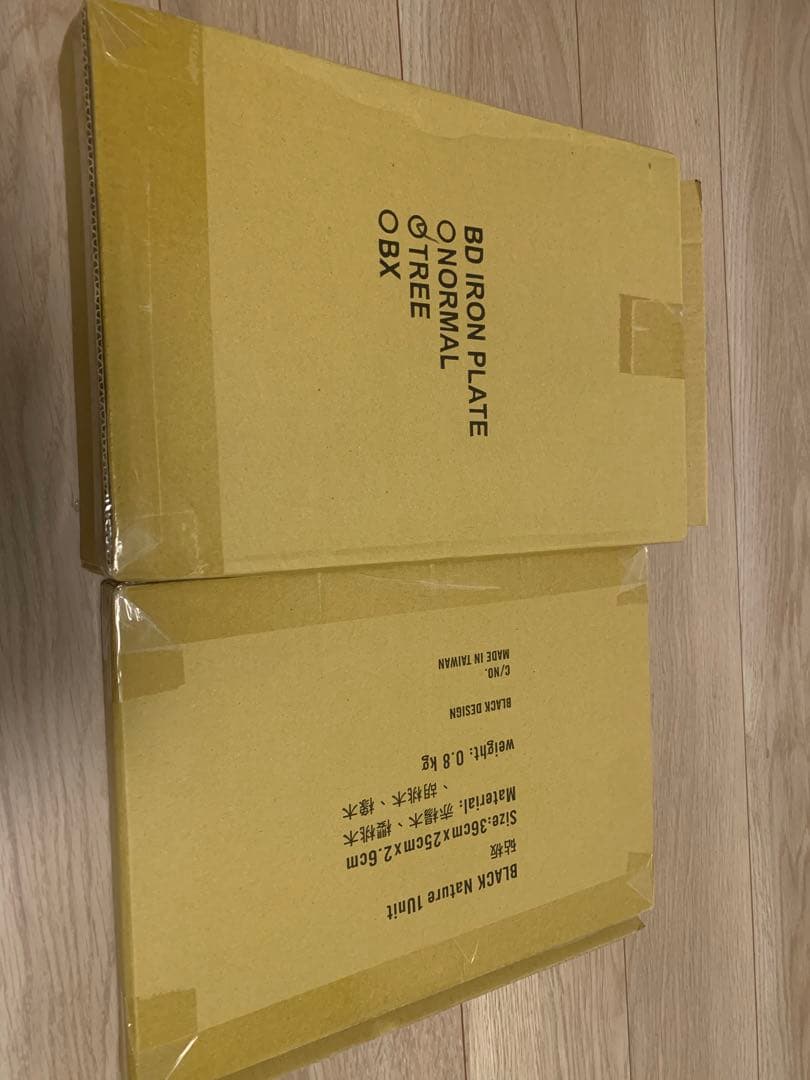 BD IRON PLATE
NORMAL
TREE
BX
BLACK Nature 1Unit
砧板
Size:36cmx25cmx2.6cm
Material: 赤楊木、櫻桃木
、胡桃木、橡木
weight: 0.8 kg
BLACK DESIGN
C/NO.
MADE IN TAIWAN